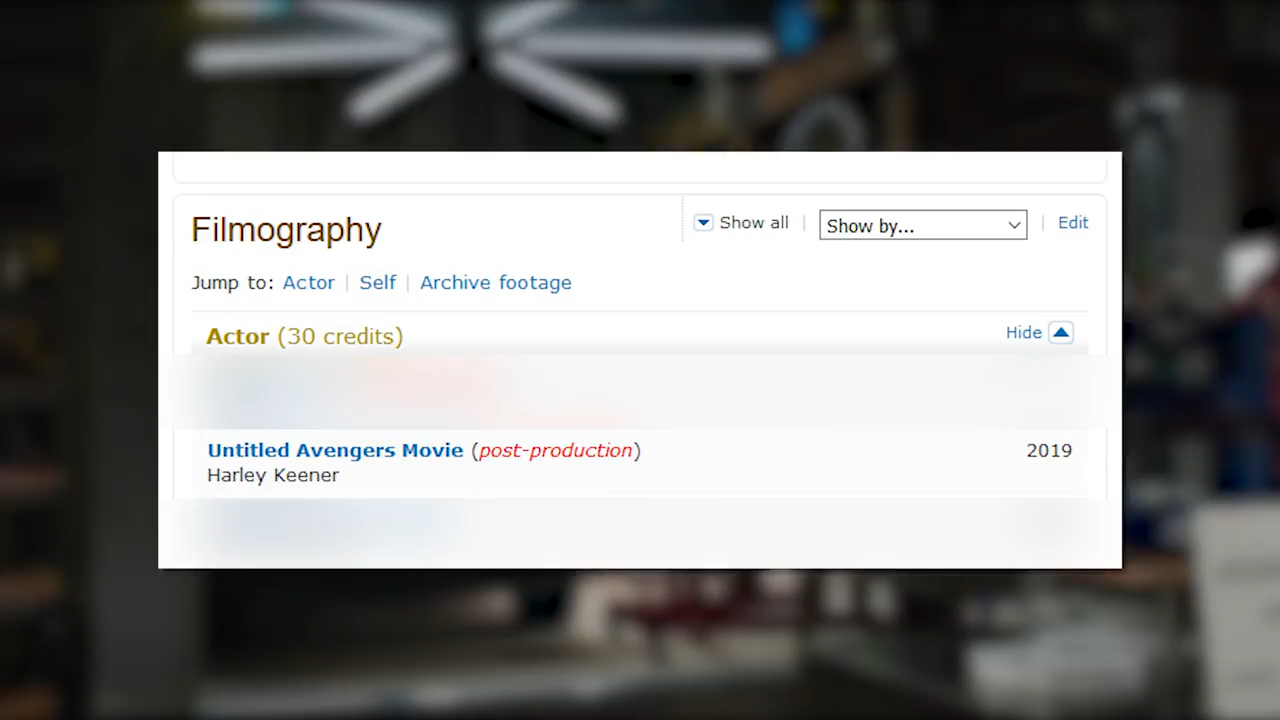 Filmography
Show all | Show by... | Edit
Jump to: Actor | Self | Archive footage
Actor (30 credits) Hide
Untitled Avengers Movie (post-production) 2019
Harley Keener